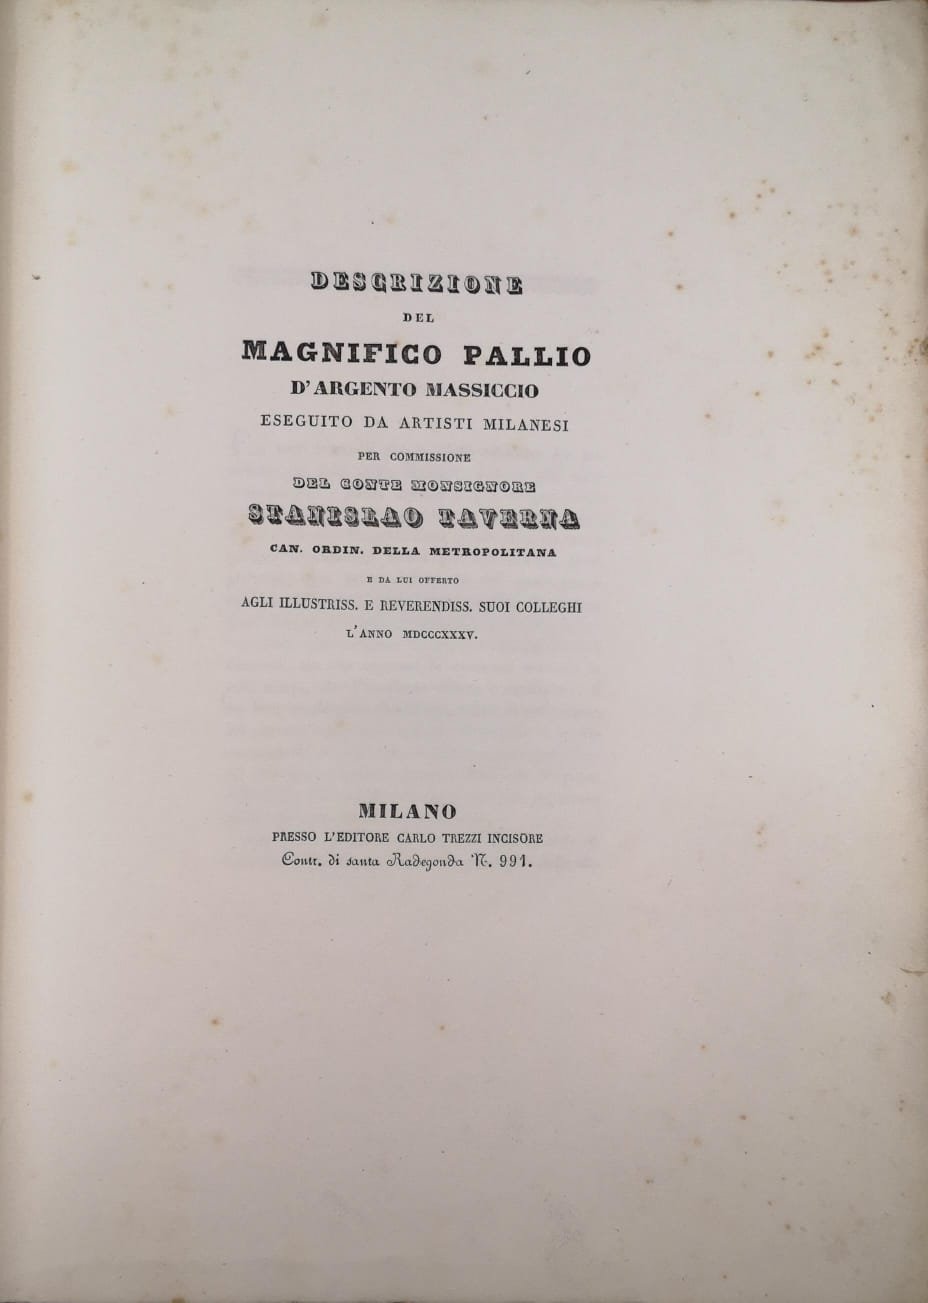 DESCRIZIONE
DEL
MAGNIFICO PALLIO
D'ARGENTO MASSICCIO
ESEGUITO DA ARTISTI MILANESI
PER COMMISSIONE
DEL CONTE MONSIGNORE
STANISLAO TAVERNA
CAN. ORDIN. DELLA METROPOLITANA
E DA LUI OFFERTO
AGLI ILLUSTRISS. E REVERENDISS. SUOI COLLEGHI
L'ANNO MDCCCXXXV.
MILANO
PRESSO L'EDITORE CARLO TREZZI INCISORE
Contr. di santa Radegonda N. 991.